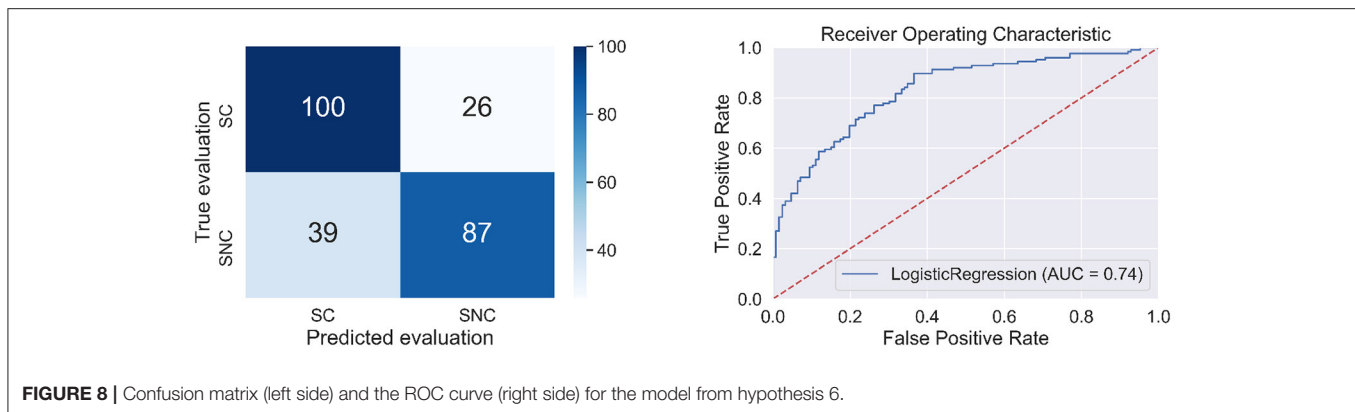 100
26
39
87
True evaluation
SC
SNC
SC
SNC
Predicted evaluation
100
80
60
40
Receiver Operating Characteristic
True Positive Rate
1.0
0.8
0.6
0.4
0.2
0.0
LogisticRegression (AUC = 0.74)
0.0 0.2 0.4 0.6 0.8 1.0
False Positive Rate
FIGURE 8 | Confusion matrix (left side) and the ROC curve (right side) for the model from hypothesis 6.